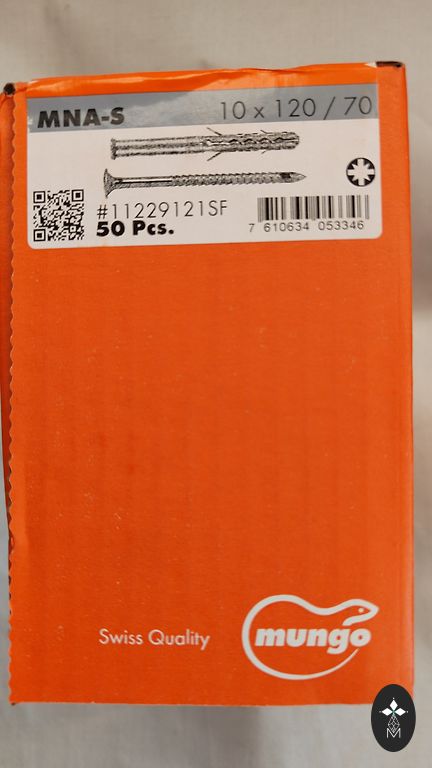 MNA-S 10 x 120 / 70
#11229121SF
50 Pcs.
7 610634 053346
Swiss Quality
mungo
M